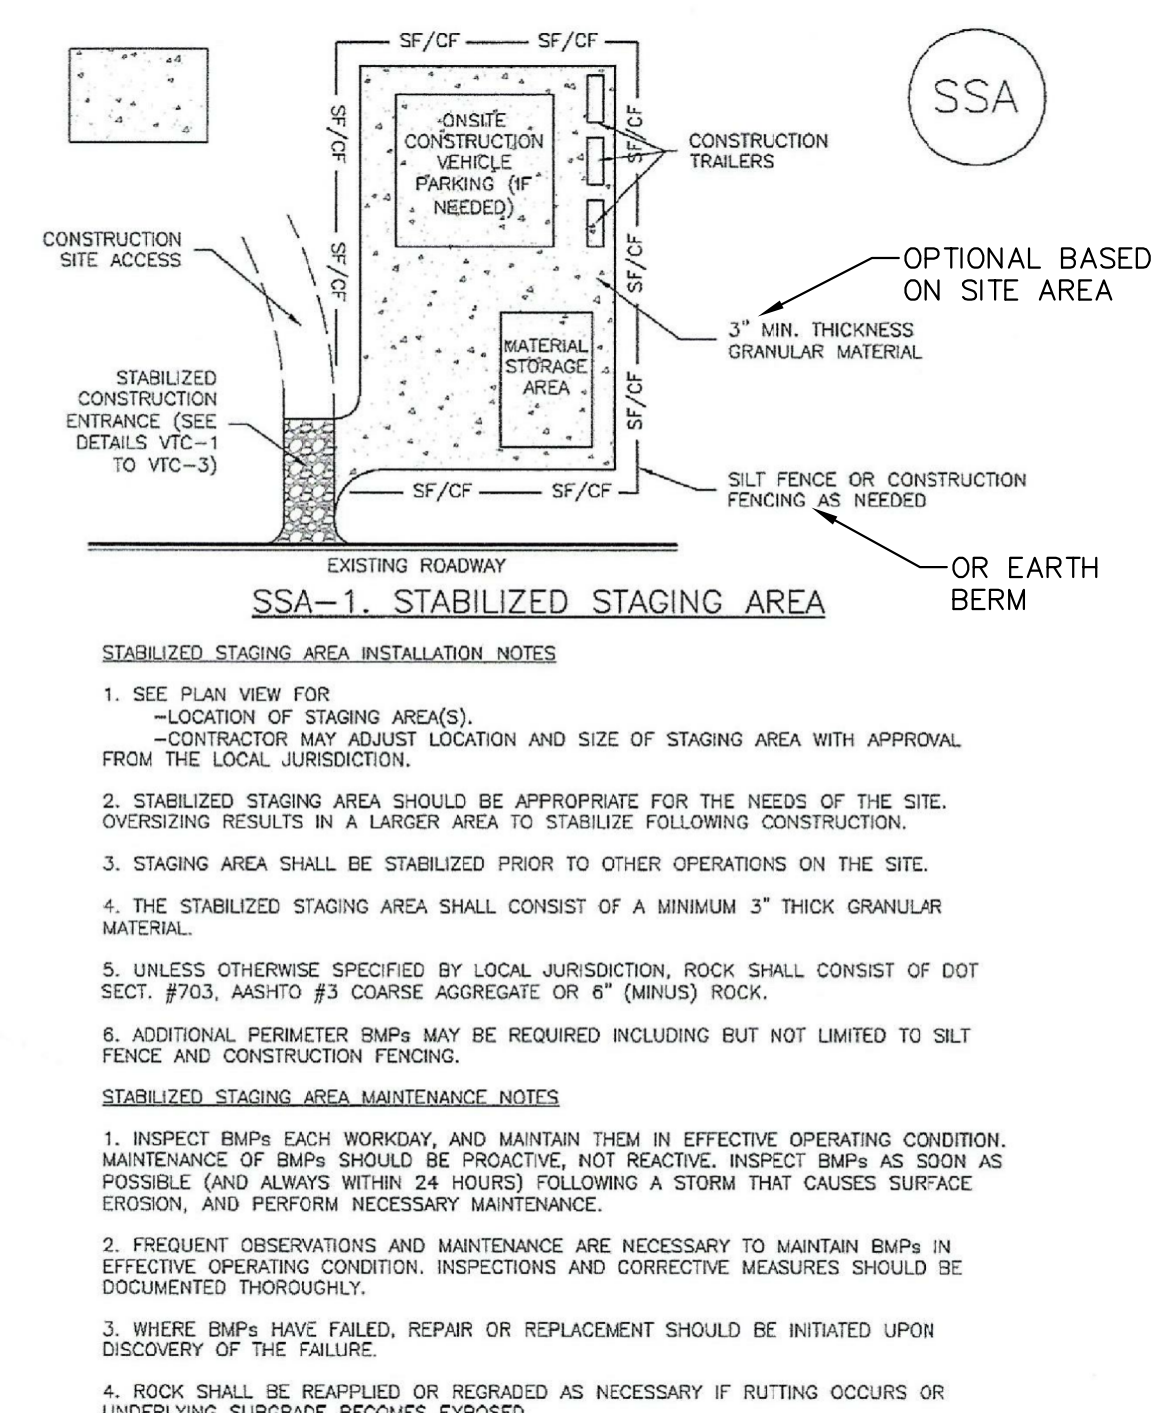 SF/CF SF/CF
SSA
SF/CF
SF/CF
ONSITE
CONSTRUCTION
VEHICLE
PARKING (IF
NEEDED)
CONSTRUCTION
TRAILERS
CONSTRUCTION
SITE ACCESS
SF/CF
SF/CF
OPTIONAL BASED
ON SITE AREA
3" MIN. THICKNESS
GRANULAR MATERIAL
MATERIAL
STORAGE
AREA
STABILIZED
CONSTRUCTION
ENTRANCE (SEE
DETAILS VTC-1
TO VTC-3)
SF/CF
SF/CF SF/CF
SILT FENCE OR CONSTRUCTION
FENCING AS NEEDED
OR EARTH
BERM
EXISTING ROADWAY
SSA-1. STABILIZED STAGING AREA
STABILIZED STAGING AREA INSTALLATION NOTES
1. SEE PLAN VIEW FOR
-LOCATION OF STAGING AREA(S).
-CONTRACTOR MAY ADJUST LOCATION AND SIZE OF STAGING AREA WITH APPROVAL
FROM THE LOCAL JURISDICTION.
2. STABILIZED STAGING AREA SHOULD BE APPROPRIATE FOR THE NEEDS OF THE SITE.
OVERSIZING RESULTS IN A LARGER AREA TO STABILIZE FOLLOWING CONSTRUCTION.
3. STAGING AREA SHALL BE STABILIZED PRIOR TO OTHER OPERATIONS ON THE SITE.
4. THE STABILIZED STAGING AREA SHALL CONSIST OF A MINIMUM 3" THICK GRANULAR
MATERIAL.
5. UNLESS OTHERWISE SPECIFIED BY LOCAL JURISDICTION, ROCK SHALL CONSIST OF DOT
SECT. #703, AASHTO #3 COARSE AGGREGATE OR 6" (MINUS) ROCK.
6. ADDITIONAL PERIMETER BMPs MAY BE REQUIRED INCLUDING BUT NOT LIMITED TO SILT
FENCE AND CONSTRUCTION FENCING.
STABILIZED STAGING AREA MAINTENANCE NOTES
1. INSPECT BMPs EACH WORKDAY, AND MAINTAIN THEM IN EFFECTIVE OPERATING CONDITION.
MAINTENANCE OF BMPs SHOULD BE PROACTIVE, NOT REACTIVE. INSPECT BMPs AS SOON AS
POSSIBLE (AND ALWAYS WITHIN 24 HOURS) FOLLOWING A STORM THAT CAUSES SURFACE
EROSION, AND PERFORM NECESSARY MAINTENANCE.
2. FREQUENT OBSERVATIONS AND MAINTENANCE ARE NECESSARY TO MAINTAIN BMPs IN
EFFECTIVE OPERATING CONDITION. INSPECTIONS AND CORRECTIVE MEASURES SHOULD BE
DOCUMENTED THOROUGHLY.
3. WHERE BMPs HAVE FAILED, REPAIR OR REPLACEMENT SHOULD BE INITIATED UPON
DISCOVERY OF THE FAILURE.
4. ROCK SHALL BE REAPPLIED OR REGRADED AS NECESSARY IF RUTTING OCCURS OR
UNDERLYING SUBGRADE BECOMES EXPOSED.